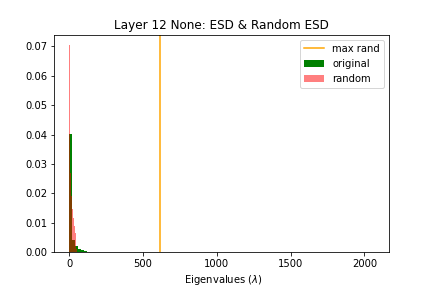 Layer 12 None: ESD & Random ESD
max rand
original
random
0.07
0.06
0.05
0.04
0.03
0.02
0.01
0.00
0
500
1000
1500
2000
Eigenvalues (λ)